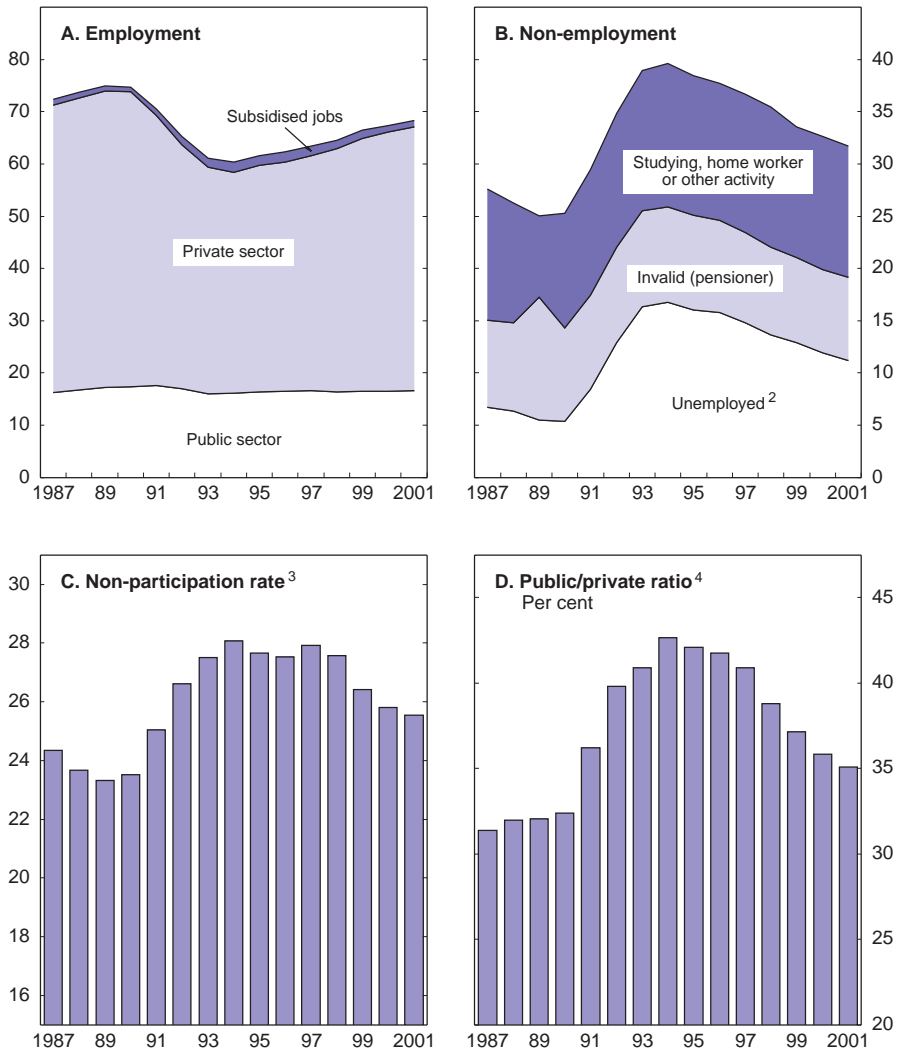 A. Employment
80
70
60
50
40
30
20
10
0
Subsidised jobs
Private sector
Public sector
1987 89 91 93 95 97 99 2001
B. Non-employment
40
35
30
25
20
15
10
5
0
Studying, home worker
or other activity
Invalid (pensioner)
Unemployed 2
1987 89 91 93 95 97 99 2001
C. Non-participation rate 3
30
28
26
24
22
20
18
16
1987 89 91 93 95 97 99 2001
D. Public/private ratio 4
Per cent
45
40
35
30
25
20
1987 89 91 93 95 97 99 2001